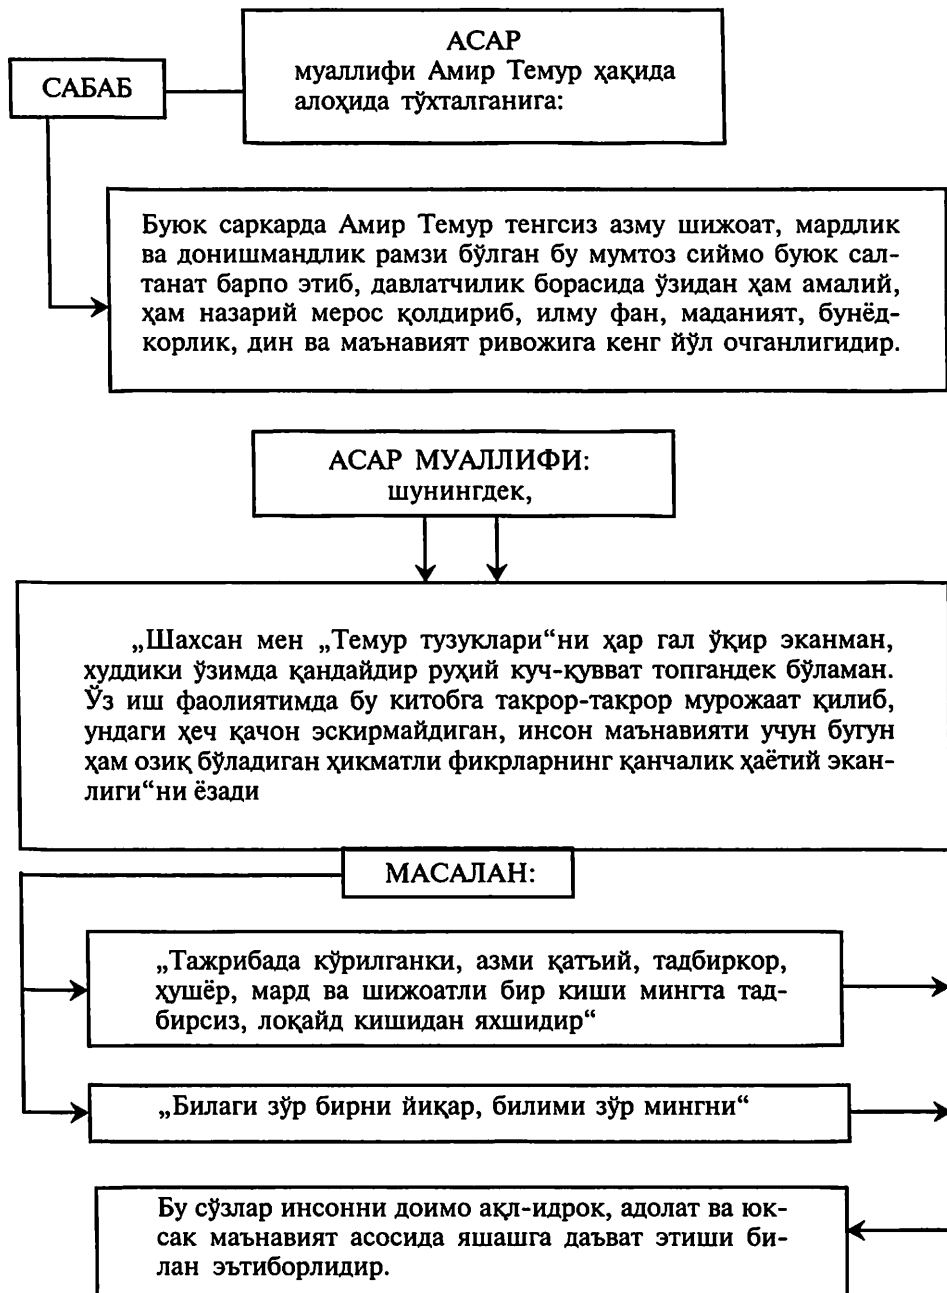 АСАР
муаллифи Амир Темур ҳақида
алоҳида тўхталганига:
САБАБ
Буюк саркарда Амир Темур тенгсиз азму шижоат, мардлик
ва донишмандлик рамзи бўлган бу мумтоз сиймо буюк сал-
танат барпо этиб, давлатчилик борасида ўзидан ҳам амалий,
ҳам назарий мерос қолдириб, илму фан, маданият, бунёд-
корлик, дин ва маънавият ривожига кенг йўл очганлигидир.
АСАР МУАЛЛИФИ:
шунингдек,
„Шахсан мен „Темур тузуклари“ни ҳар гал ўқир эканман,
худдики ўзимда қандайдир руҳий куч-қувват топгандек бўламан.
Ўз иш фаолиятимда бу китобга такрор-такрор мурожаат қилиб,
ундаги ҳеч қачон эскирмайдиган, инсон маънавияти учун бугун
ҳам озиқ бўладиган ҳикматли фикрларнинг қанчалик ҳаётий экан-
лиги“ни ёзади
МАСАЛАН:
„Тажрибада кўрилганки, азми қатъий, тадбиркор,
ҳушёр, мард ва шижоатли бир киши мингта тад-
бирсиз, лоқайд кишидан яхшидир“
„Билаги зўр бирни йиқар, билими зўр мингни“
Бу сўзлар инсонни доимо ақл-идрок, адолат ва юк-
сак маънавият асосида яшашга даъват этиши би-
лан эътиборлидир.